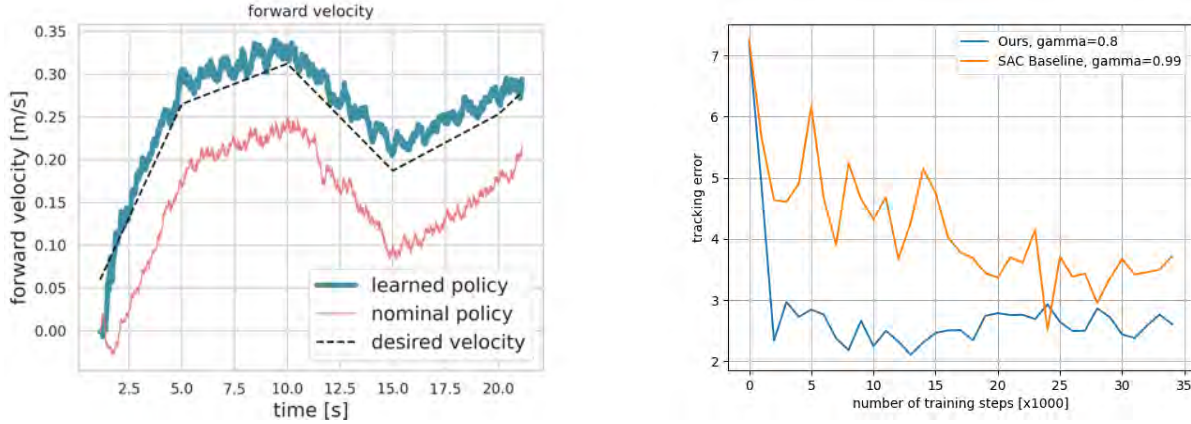 forward velocity
forward velocity [m/s]
0.35
0.30
0.25
0.20
0.15
0.10
0.05
0.00
learned policy
nominal policy
desired velocity
2.5 5.0 7.5 10.0 12.5 15.0 17.5 20.0
time [s]
tracking error
7
6
5
4
3
2
Ours, gamma=0.8
SAC Baseline, gamma=0.99
0 5 10 15 20 25 30 35
number of training steps [x1000]